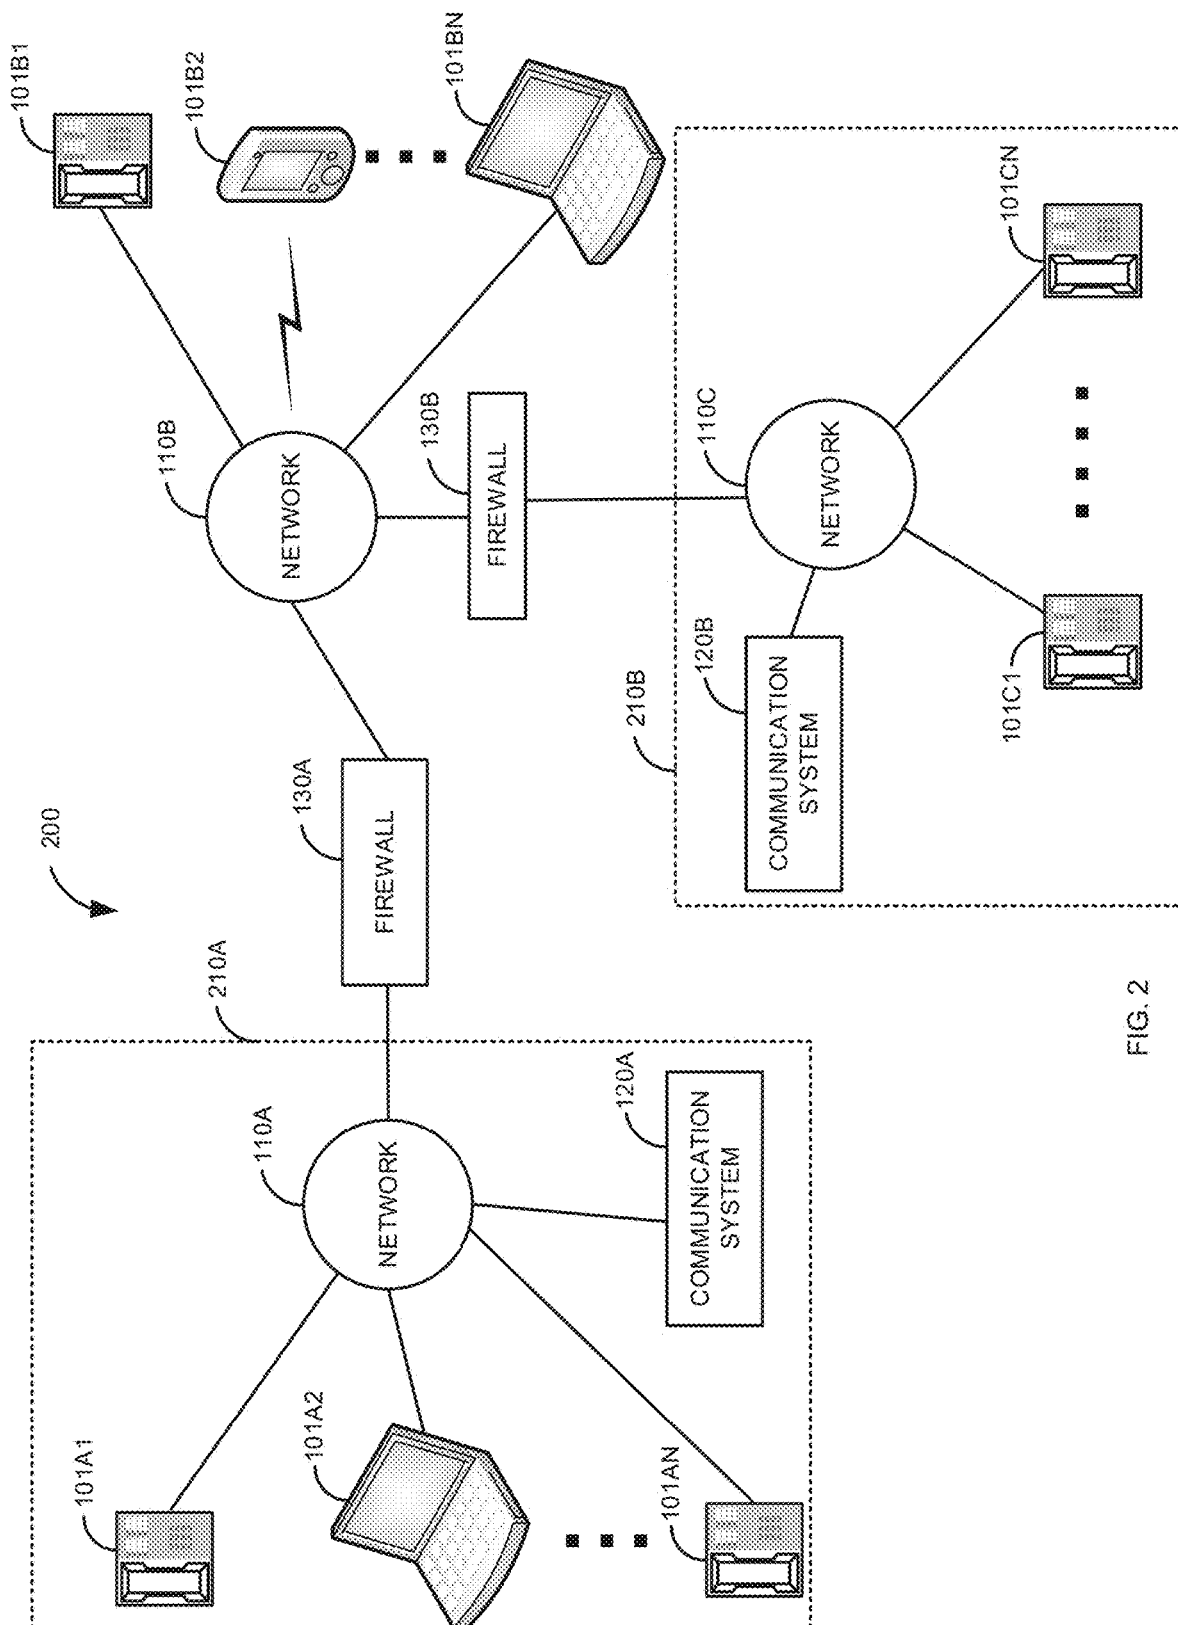 200
210A
101A1
110A
NETWORK
101A2
101AN
120A
COMMUNICATION
SYSTEM
130A
FIREWALL
110B
NETWORK
101B1
101B2
101BN
130B
FIREWALL
210B
120B
COMMUNICATION
SYSTEM
110C
NETWORK
101C1
101CN
FIG. 2